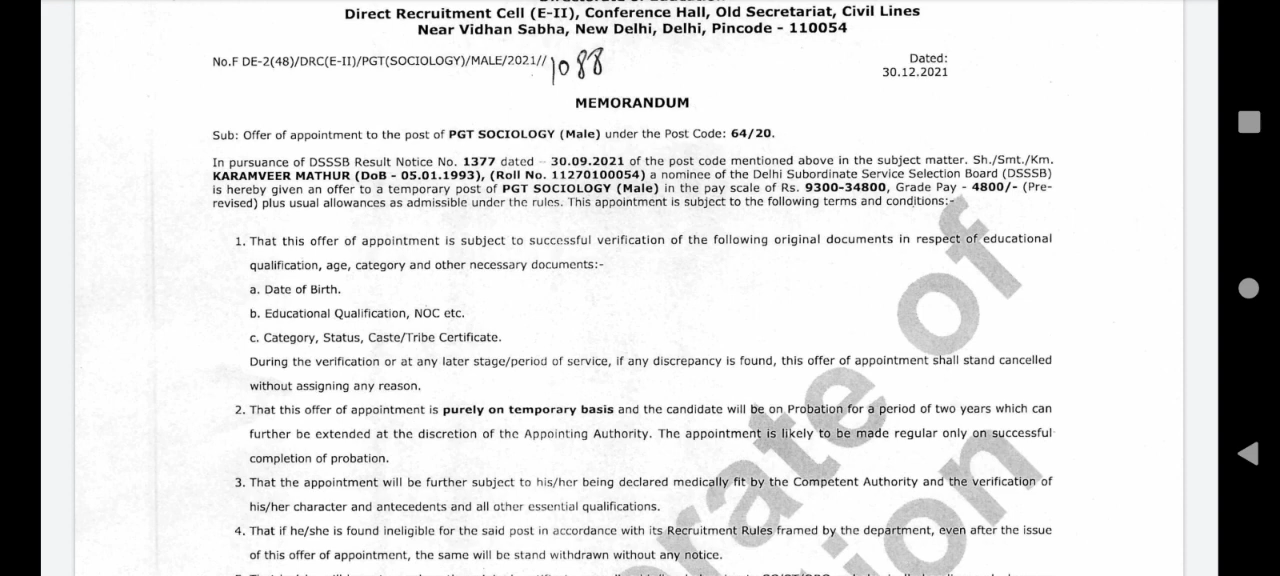 Direct Recruitment Cell (E-II), Conference Hall, Old Secretariat, Civil Lines
Near Vidhan Sabha, New Delhi, Delhi, Pincode - 110054
No.F DE-2(48)/DRC(E-II)/PGT(SOCIOLOGY)/MALE/2021// 1088
Dated:
30.12.2021
MEMORANDUM
Sub: Offer of appointment to the post of PGT SOCIOLOGY (Male) under the Post Code: 64/20.
In pursuance of DSSSB Result Notice No. 1377 dated – 30.09.2021 of the post code mentioned above in the subject matter. Sh./Smt./Km.
KARAMVEER MATHUR (DoB - 05.01.1993), (Roll No. 11270100054) a nominee of the Delhi Subordinate Service Selection Board (DSSSB)
is hereby given an offer to a temporary post of PGT SOCIOLOGY (Male) in the pay scale of Rs. 9300-34800, Grade Pay - 4800/- (Pre-
revised) plus usual allowances as admissible under the rules. This appointment is subject to the following terms and conditions:-
1. That this offer of appointment is subject to successful verification of the following original documents in respect of educational
qualification, age, category and other necessary documents:-
a. Date of Birth.
b. Educational Qualification, NOC etc.
c. Category, Status, Caste/Tribe Certificate.
During the verification or at any later stage/period of service, if any discrepancy is found, this offer of appointment shall stand cancelled
without assigning any reason.
2. That this offer of appointment is purely on temporary basis and the candidate will be on Probation for a period of two years which can
further be extended at the discretion of the Appointing Authority. The appointment is likely to be made regular only on successful
completion of probation.
3. That the appointment will be further subject to his/her being declared medically fit by the Competent Authority and the verification of
his/her character and antecedents and all other essential qualifications.
4. That if he/she is found ineligible for the said post in accordance with its Recruitment Rules framed by the department, even after the issue
of this offer of appointment, the same will be stand withdrawn without any notice.